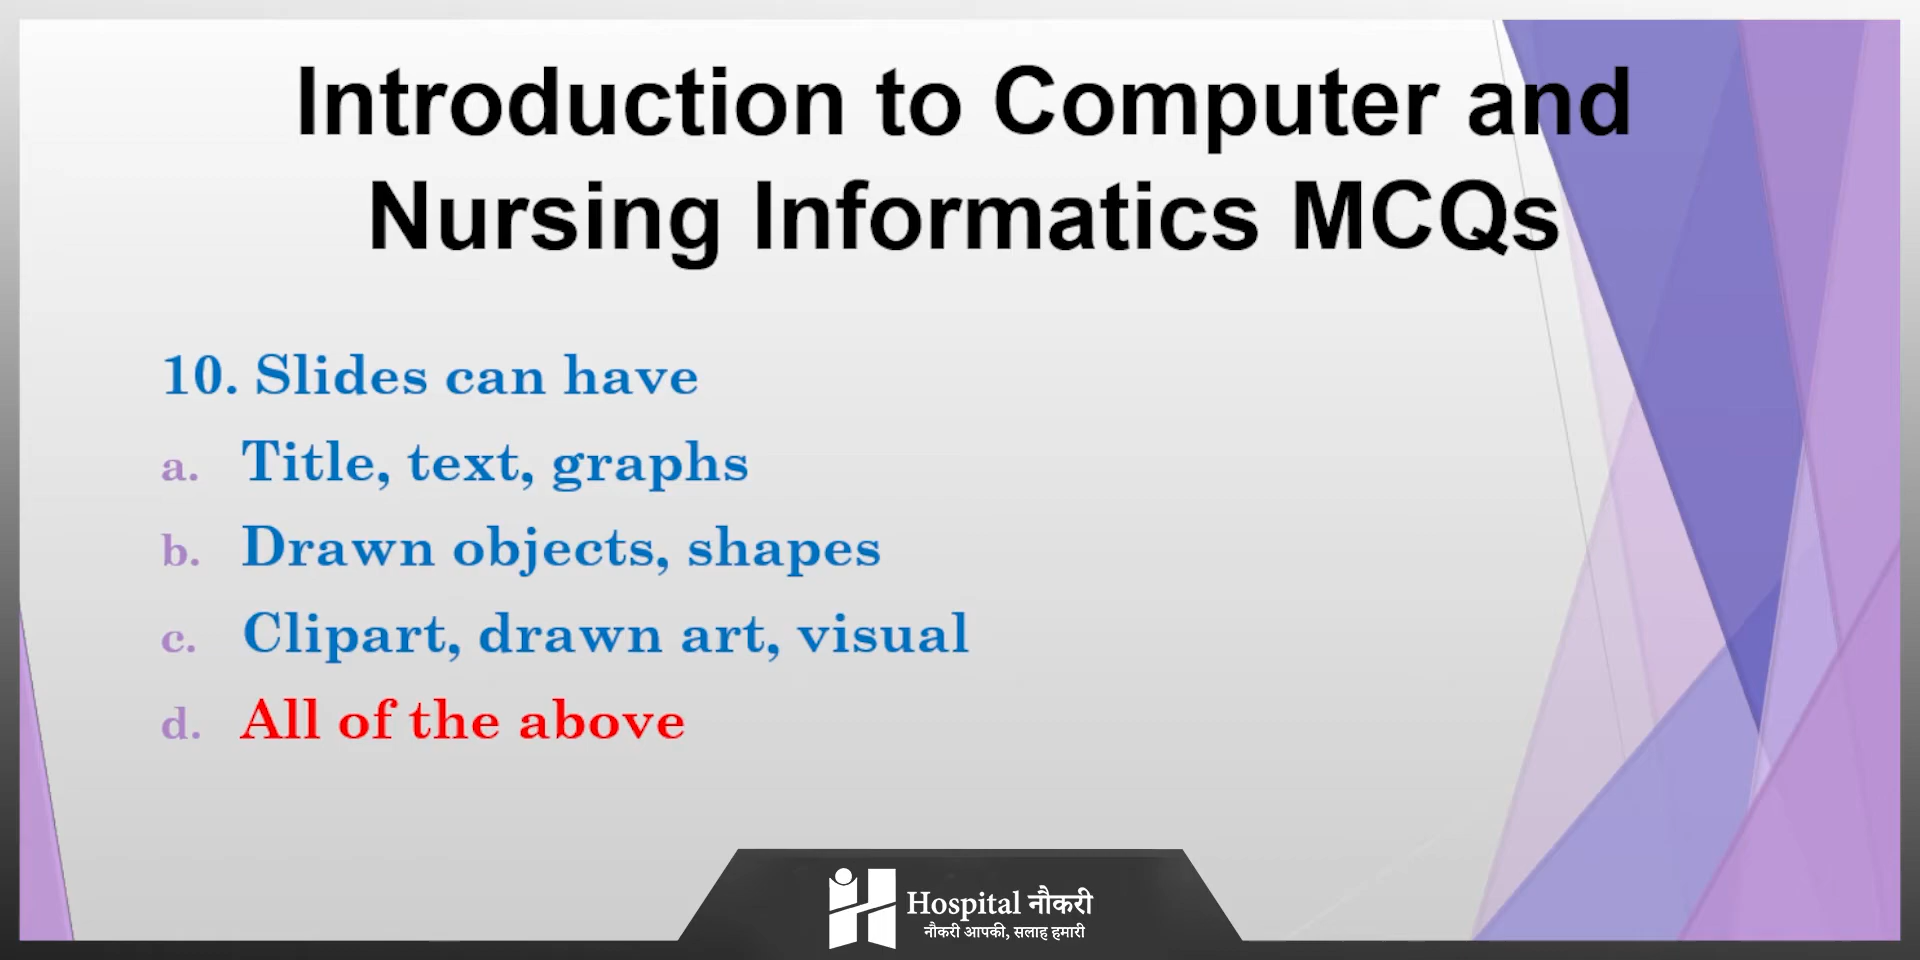 Introduction to Computer and
Nursing Informatics MCQs
10. Slides can have
a. Title, text, graphs
b. Drawn objects, shapes
c. Clipart, drawn art, visual
d. All of the above
Hospital नौकरी
नौकरी आपकी, सलाह हमारी